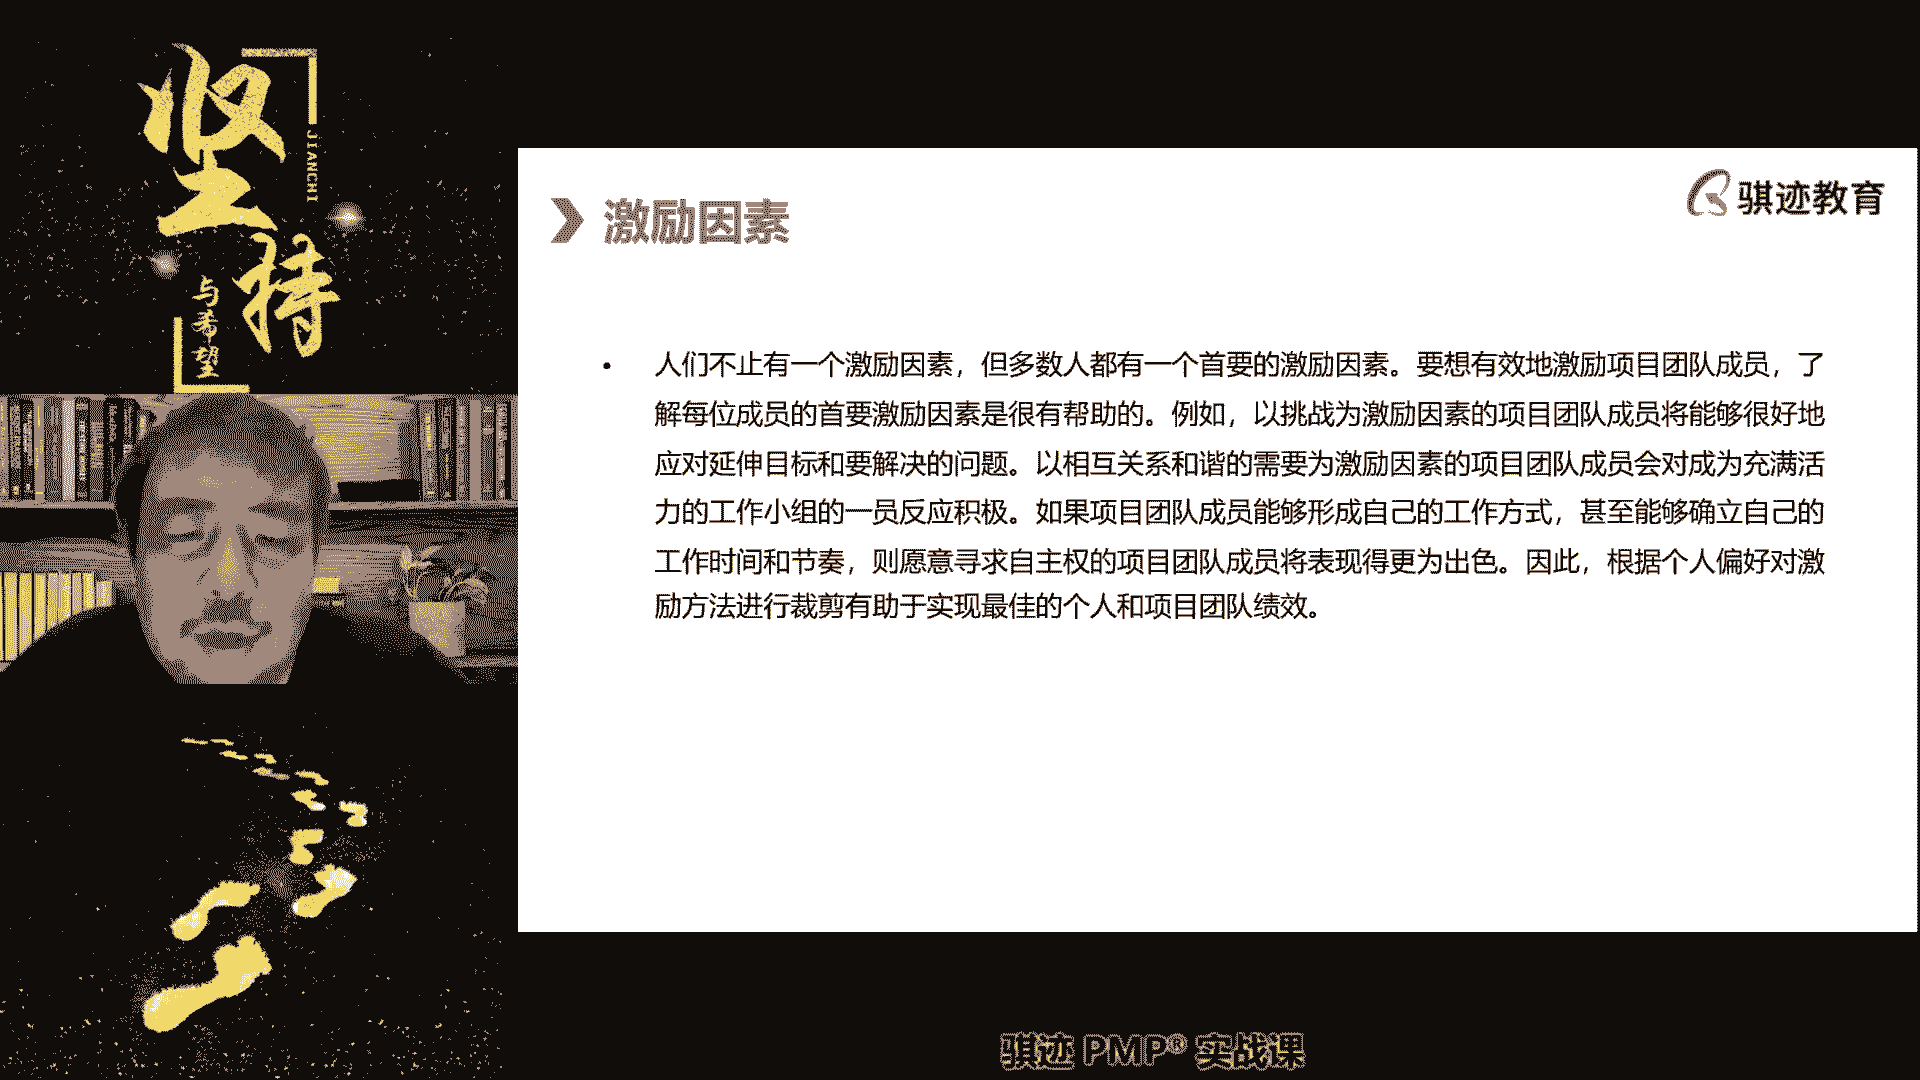 坚持
JIANCHI
与希望
骐迹教育
激励因素
• 人们不止有一个激励因素，但多数人都有一个首要的激励因素。要想有效地激励项目团队成员，了
解每位成员的首要激励因素是很有帮助的。例如，以挑战为激励因素的项目团队成员将能够很好地
应对延伸目标和要解决的问题。以相互关系和谐的需要为激励因素的项目团队成员会对成为充满活
力的工作小组的一员反应积极。如果项目团队成员能够形成自己的工作方式，甚至能够确立自己的
工作时间和节奏，则愿意寻求自主权的项目团队成员将表现得更为出色。因此，根据个人偏好对激
励方法进行裁剪有助于实现最佳的个人和项目团队绩效。
骐迹 PMP® 实战课